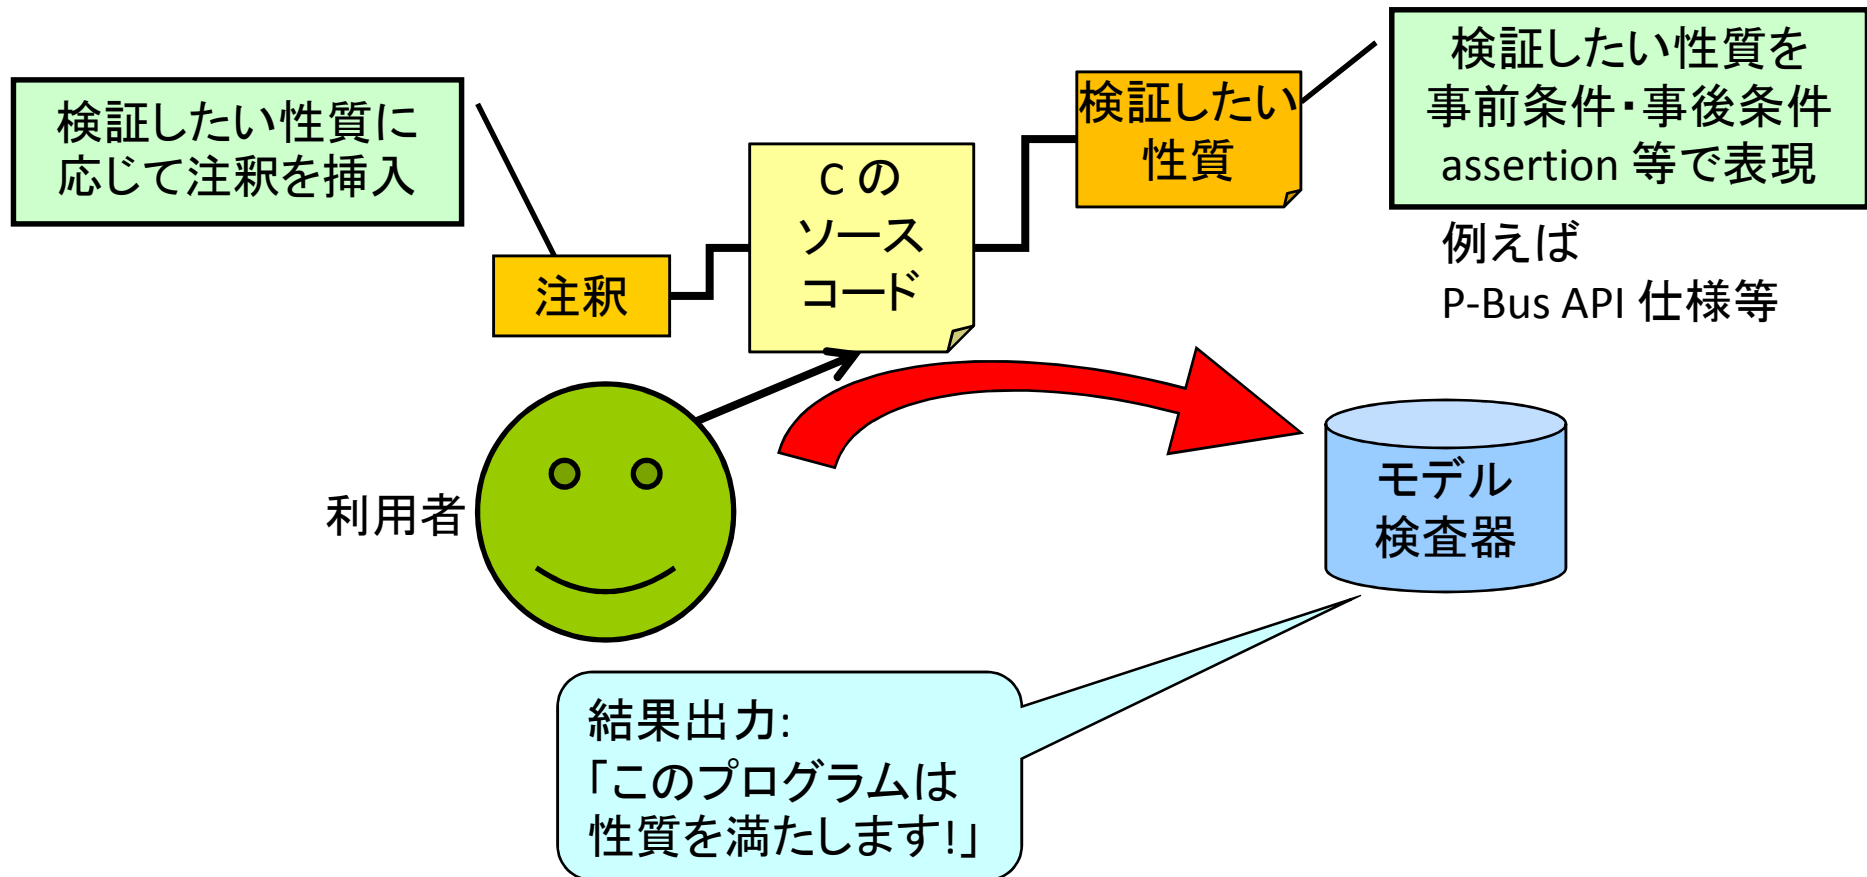 検証したい性質に
応じて注釈を挿入
注釈
C の
ソース
コード
検証したい
性質
検証したい性質を
事前条件・事後条件
assertion 等で表現
例えば
P-Bus API 仕様等
利用者
モデル
検査器
結果出力:
「このプログラムは
性質を満たします!」